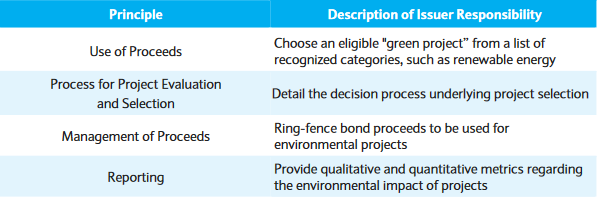 Principle
Description of Issuer Responsibility
Use of Proceeds
Choose an eligible "green project” from a list of
recognized categories, such as renewable energy
Process for Project Evaluation
and Selection
Detail the decision process underlying project selection
Management of Proceeds
Ring-fence bond proceeds to be used for
environmental projects
Reporting
Provide qualitative and quantitative metrics regarding
the environmental impact of projects